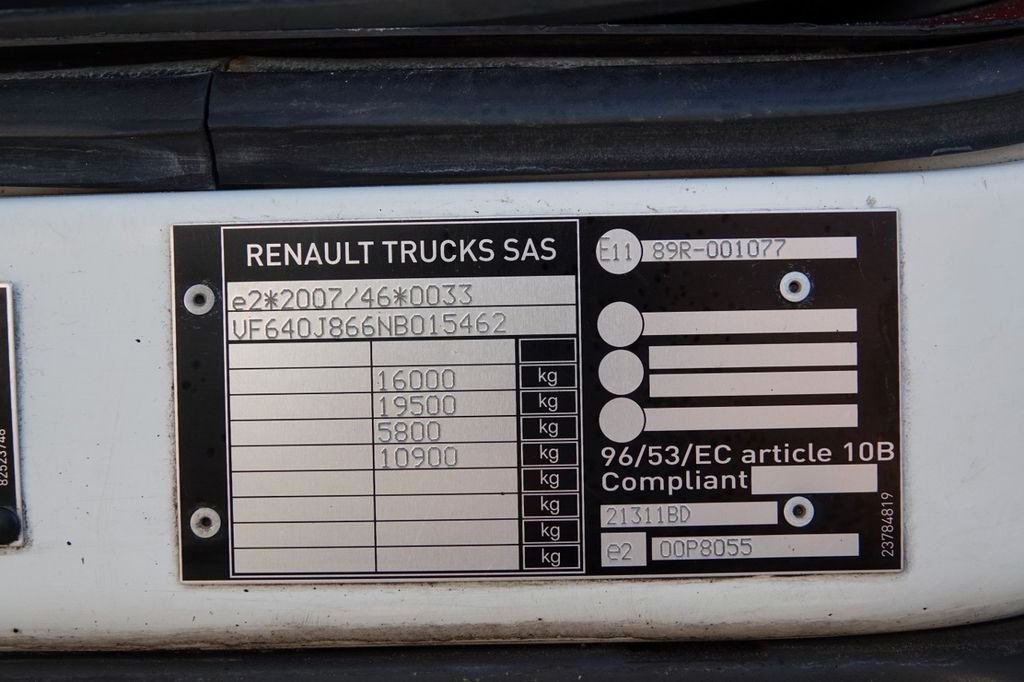 RENAULT TRUCKS SAS
e2*2007/46*0033
VF640J866NB015462
16000 kg
19500 kg
5800 kg
10900 kg
kg
kg
kg
kg
E11 89R-001077
96/53/EC article 10B
Compliant
21311BD
e2 00P8055
23784819
82523748